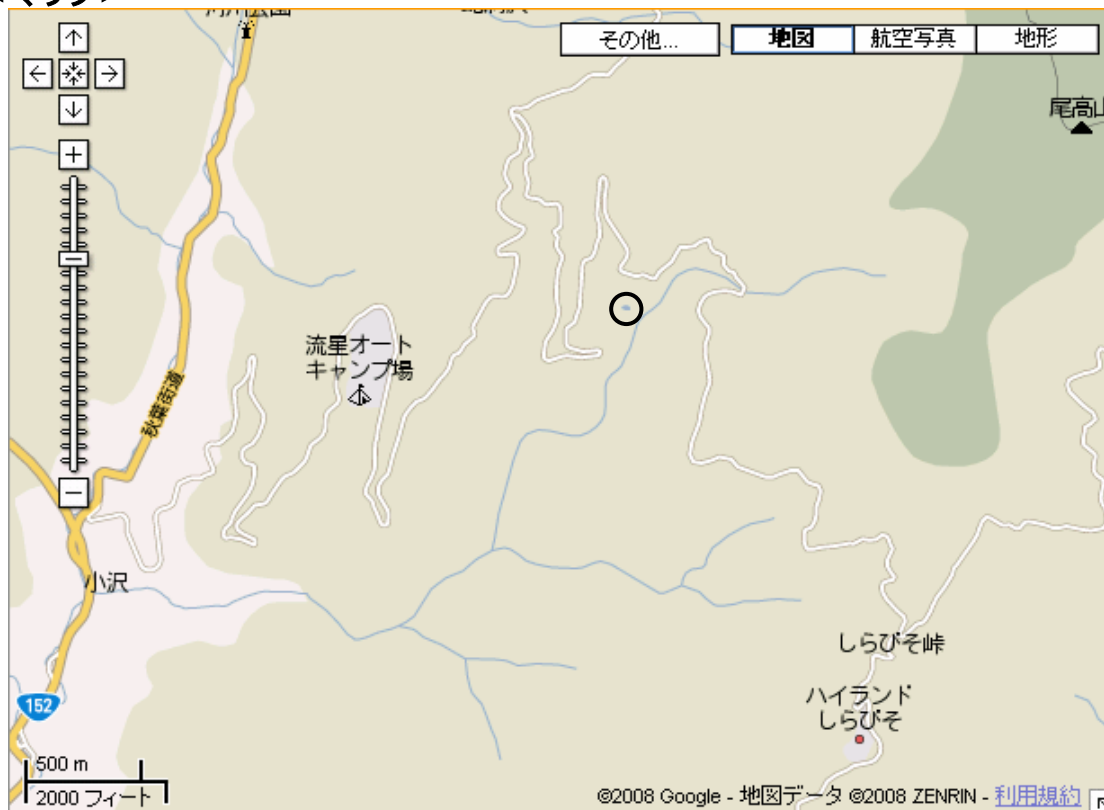 マップ
その他...
地図
航空写真
地形
尾高山
流星オート
キャンプ場
秋葉街道
小沢
しらびそ峠
ハイランド
しらびそ
152
500 m
2000 フィート
©2008 Google - 地図データ ©2008 ZENRIN - 利用規約